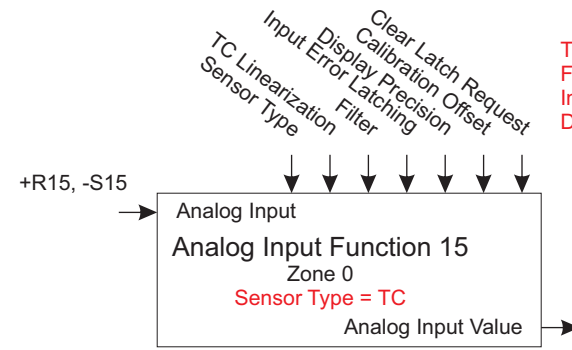 Clear Latch Request
Calibration Offset
Display Precision
Input Error Latching
Filter
TC Linearization
Sensor Type
T
F
In
D
+R15, -S15
Analog Input
Analog Input Function 15
Zone 0
Sensor Type = TC
Analog Input Value